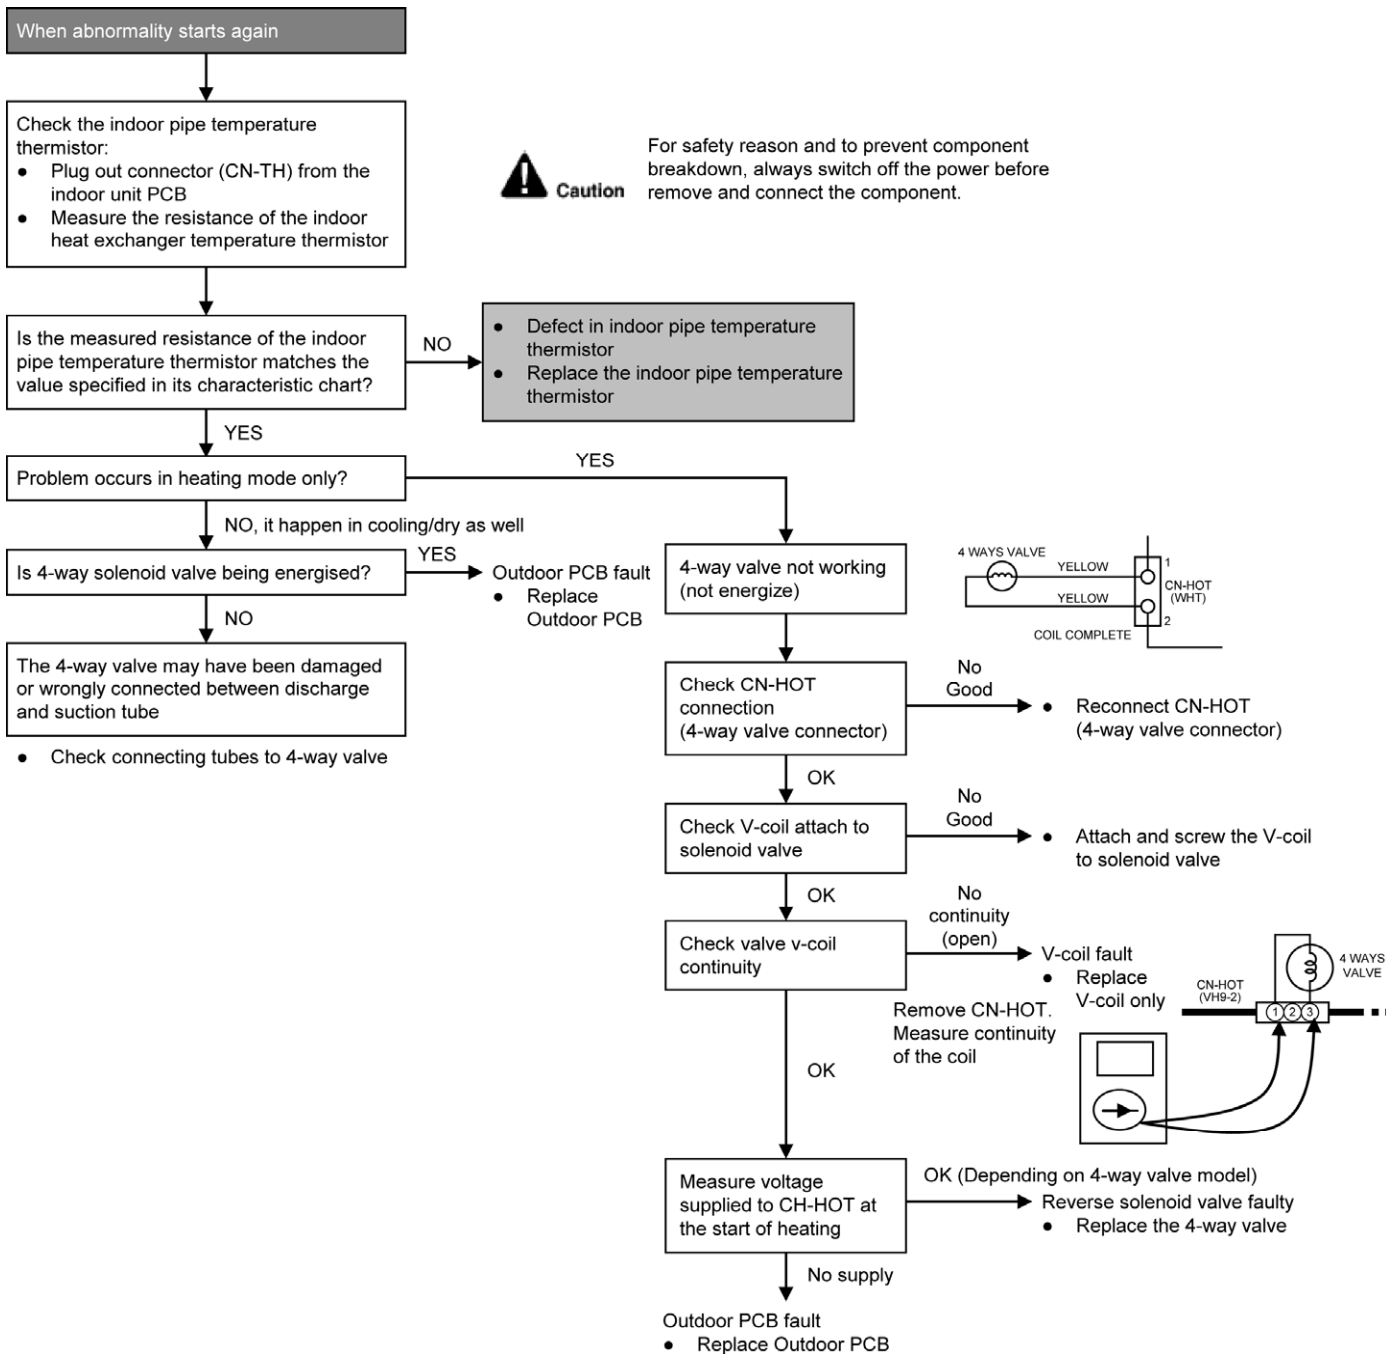 When abnormality starts again
Check the indoor pipe temperature
thermistor:
● Plug out connector (CN-TH) from the
indoor unit PCB
● Measure the resistance of the indoor
heat exchanger temperature thermistor
Caution
For safety reason and to prevent component
breakdown, always switch off the power before
remove and connect the component.
Is the measured resistance of the indoor
pipe temperature thermistor matches the
value specified in its characteristic chart?
NO
● Defect in indoor pipe temperature
thermistor
● Replace the indoor pipe temperature
thermistor
YES
Problem occurs in heating mode only?
YES
NO, it happen in cooling/dry as well
Is 4-way solenoid valve being energised?
YES
Outdoor PCB fault
● Replace
Outdoor PCB
NO
The 4-way valve may have been damaged
or wrongly connected between discharge
and suction tube
● Check connecting tubes to 4-way valve
4-way valve not working
(not energize)
4 WAYS VALVE
YELLOW
YELLOW
1
CN-HOT
(WHT)
2
COIL COMPLETE
Check CN-HOT
connection
(4-way valve connector)
No
Good
● Reconnect CN-HOT
(4-way valve connector)
OK
Check V-coil attach to
solenoid valve
No
Good
● Attach and screw the V-coil
to solenoid valve
OK
Check valve v-coil
continuity
No
continuity
(open)
V-coil fault
● Replace
V-coil only
Remove CN-HOT.
Measure continuity
of the coil
CN-HOT
(VH9-2)
1 2 3
4 WAYS
VALVE
OK
Measure voltage
supplied to CH-HOT at
the start of heating
OK (Depending on 4-way valve model)
Reverse solenoid valve faulty
● Replace the 4-way valve
No supply
Outdoor PCB fault
● Replace Outdoor PCB